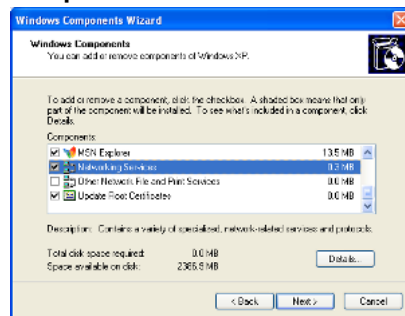 Windows Components Wizard
Windows Components
You can add or remove components of Windows XP.
To add or remove a component, click the checkbox. A shaded box means that only
part of the component will be installed. To see what's included in a component, click
Details.
Components:
MSN Explorer 13.5 MB
Networking Services 0.3 MB
Other Network File and Print Services 0.0 MB
Update Root Certificates 0.0 MB
Description: Contains a variety of specialized, network-related services and protocols.
Total disk space required: 0.0 MB
Space available on disk: 2386.9 MB
Details...
< Back Next > Cancel